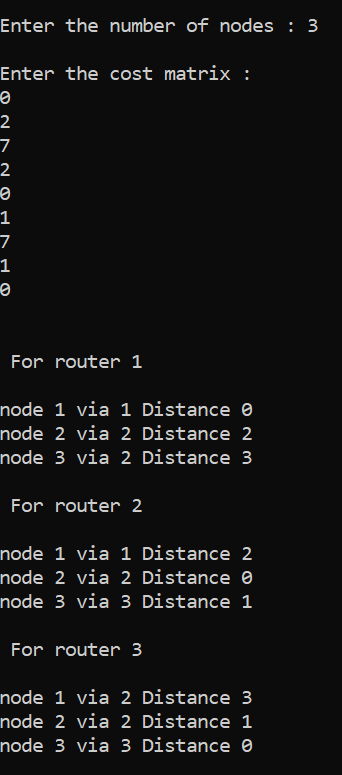 Enter the number of nodes : 3
Enter the cost matrix :
0
2
7
2
0
1
7
1
0
For router 1
node 1 via 1 Distance 0
node 2 via 2 Distance 2
node 3 via 2 Distance 3
For router 2
node 1 via 1 Distance 2
node 2 via 2 Distance 0
node 3 via 3 Distance 1
For router 3
node 1 via 2 Distance 3
node 2 via 2 Distance 1
node 3 via 3 Distance 0